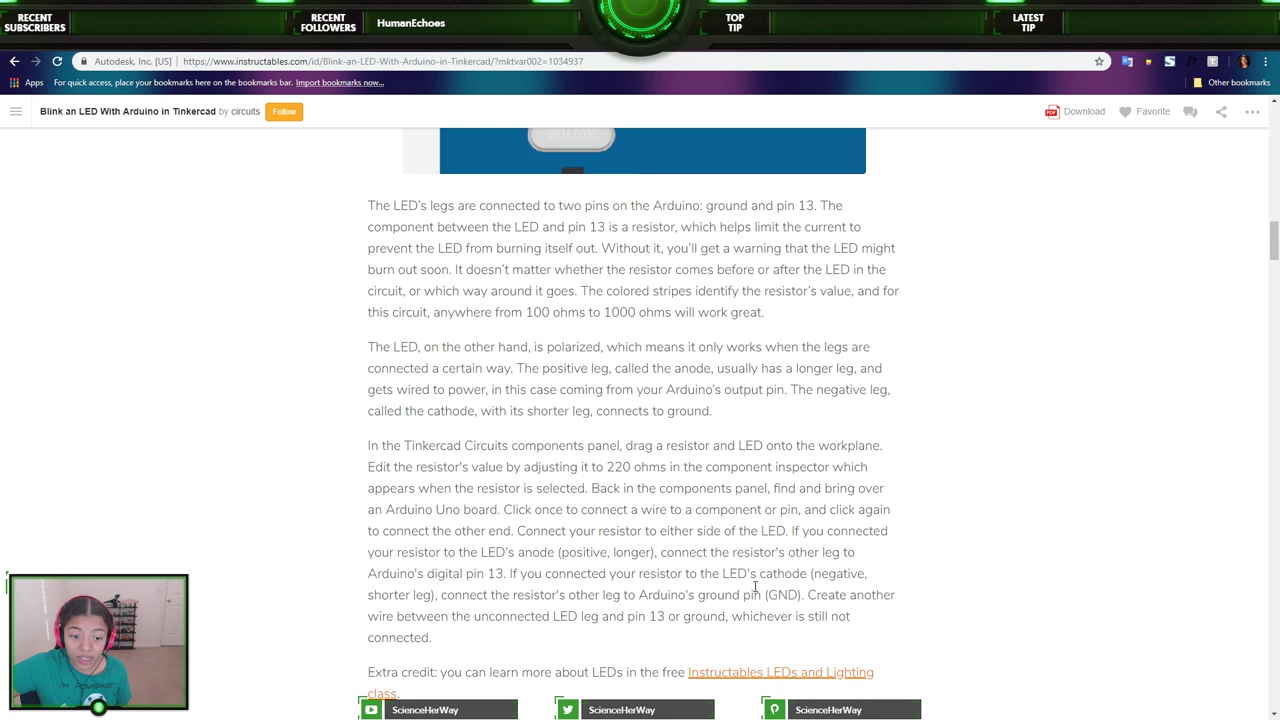 RECENT
SUBSCRIBERS
RECENT
FOLLOWERS
HumanEchoes
TOP
TIP
LATEST
TIP
Autodesk, Inc. [US] | https://www.instructables.com/id/Blink-an-LED-With-Arduino-in-Tinkercad/?mktvar002=1034937
Apps For quick access, place your bookmarks here on the bookmarks bar. Import bookmarks now... Other bookmarks
Blink an LED With Arduino in Tinkercad by circuits Follow Download Favorite
SPK16.000G
The LED's legs are connected to two pins on the Arduino: ground and pin 13. The
component between the LED and pin 13 is a resistor, which helps limit the current to
prevent the LED from burning itself out. Without it, you'll get a warning that the LED might
burn out soon. It doesn't matter whether the resistor comes before or after the LED in the
circuit, or which way around it goes. The colored stripes identify the resistor's value, and for
this circuit, anywhere from 100 ohms to 1000 ohms will work great.
The LED, on the other hand, is polarized, which means it only works when the legs are
connected a certain way. The positive leg, called the anode, usually has a longer leg, and
gets wired to power, in this case coming from your Arduino's output pin. The negative leg,
called the cathode, with its shorter leg, connects to ground.
In the Tinkercad Circuits components panel, drag a resistor and LED onto the workplane.
Edit the resistor's value by adjusting it to 220 ohms in the component inspector which
appears when the resistor is selected. Back in the components panel, find and bring over
an Arduino Uno board. Click once to connect a wire to a component or pin, and click again
to connect the other end. Connect your resistor to either side of the LED. If you connected
your resistor to the LED's anode (positive, longer), connect the resistor's other leg to
Arduino's digital pin 13. If you connected your resistor to the LED's cathode (negative,
shorter leg), connect the resistor's other leg to Arduino's ground pin (GND). Create another
wire between the unconnected LED leg and pin 13 or ground, whichever is still not
connected.
Extra credit: you can learn more about LEDs in the free Instructables LEDs and Lighting
class.
ScienceHerWay
ScienceHerWay
ScienceHerWay